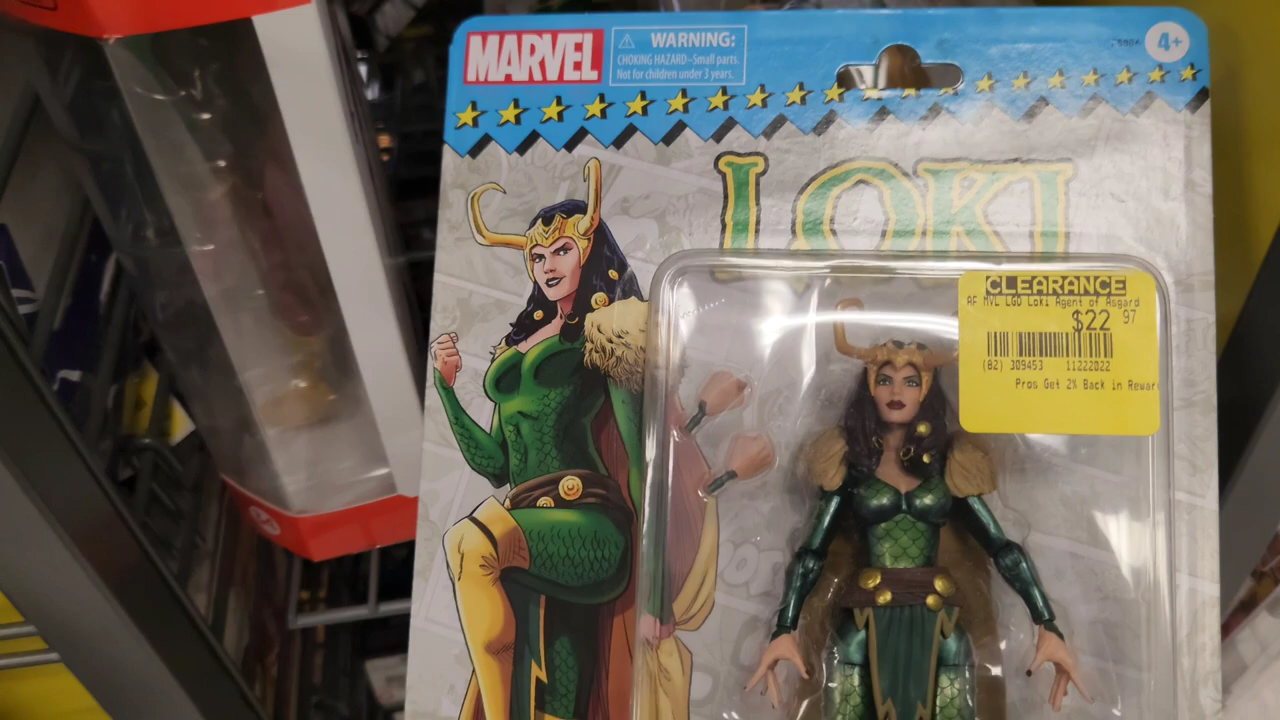 MARVEL
WARNING:
CHOKING HAZARD–Small parts.
Not for children under 3 years.
4+
LOKI
CLEARANCE
AF MVL LGD Loki Agent of Asgard
$22 97
(82) 309453 11222022
Pros Get 2% Back in Rewar